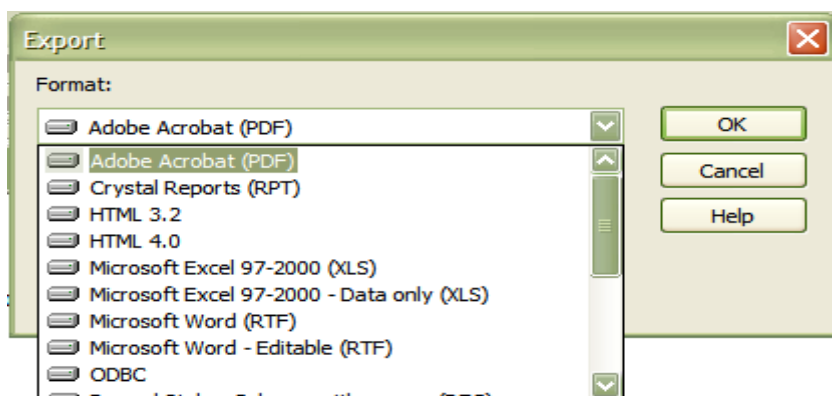 Export
Format:
Adobe Acrobat (PDF)
OK
Adobe Acrobat (PDF)
Cancel
Crystal Reports (RPT)
HTML 3.2
Help
HTML 4.0
Microsoft Excel 97-2000 (XLS)
Microsoft Excel 97-2000 - Data only (XLS)
Microsoft Word (RTF)
Microsoft Word - Editable (RTF)
ODBC